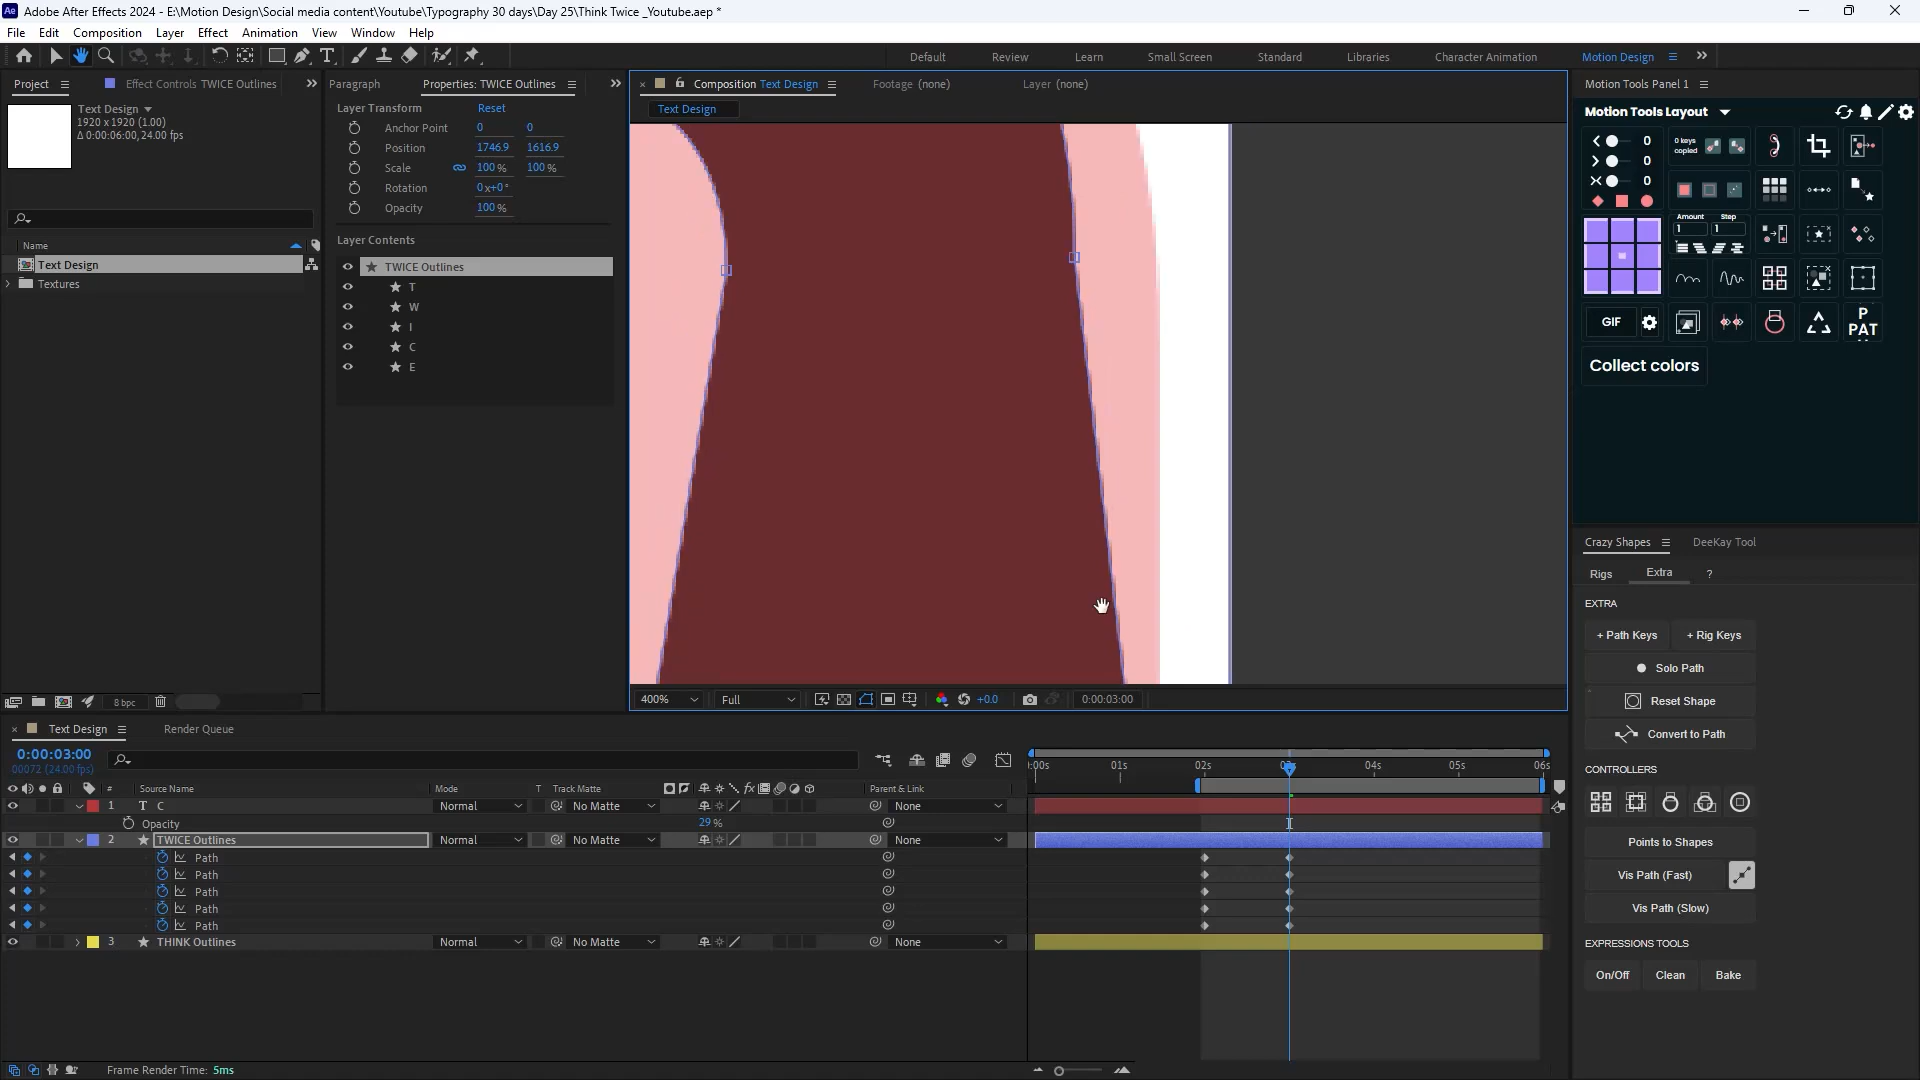 Adobe After Effects 2024 - E:\Motion Design\Social media content\Youtube\Typography 30 days\Day 25\Think Twice _Youtube.aep *
File Edit Composition Layer Effect Animation View Window Help
Default Review Learn Small Screen Standard Libraries Character Animation Motion Design
Project Effect Controls TWICE Outlines
Text Design
1920 x 1920 (1.00)
Δ 0:00:06:00, 24.00 fps
Name
Text Design
Textures
8 bpc
Paragraph Properties: TWICE Outlines
Layer Transform Reset
Anchor Point 0 0
Position 1746.9 1616.9
Scale 100 % 100 %
Rotation 0x+0°
Opacity 100 %
Layer Contents
TWICE Outlines
T
W
I
C
E
Composition Text Design Footage (none) Layer (none)
Text Design
400% Full +0.0 0:00:03:00
Motion Tools Panel 1
Motion Tools Layout
0
0
0
0 keys
copied
Amount Step
1 1
GIF
P
PAT
Collect colors
Crazy Shapes DeeKay Tool
Rigs Extra ?
EXTRA
+ Path Keys + Rig Keys
Solo Path
Reset Shape
Convert to Path
CONTROLLERS
Points to Shapes
Vis Path (Fast)
Vis Path (Slow)
EXPRESSIONS TOOLS
On/Off Clean Bake
Text Design Render Queue
0:00:03:00
00072 (24.00 fps)
:00s 01s 02s 04s 05s 06s
# Source Name Mode T Track Matte Parent & Link
1 T C Normal No Matte None
Opacity 29 %
2 TWICE Outlines Normal No Matte None
Path
Path
Path
Path
Path
3 THINK Outlines Normal No Matte None
Frame Render Time: 5ms